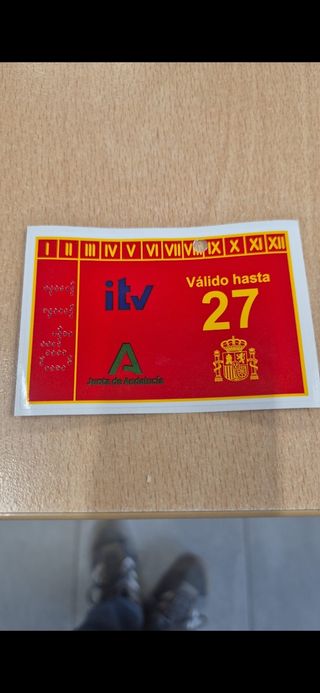 I II III IV V VI VII VIII IX X XI XII
itv
Válido hasta
27
Junta de Andalucía